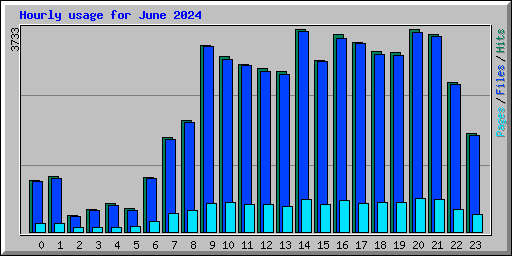 Hourly usage for June 2024
3733
Pages/Files/Hits
0 1 2 3 4 5 6 7 8 9 10 11 12 13 14 15 16 17 18 19 20 21 22 23